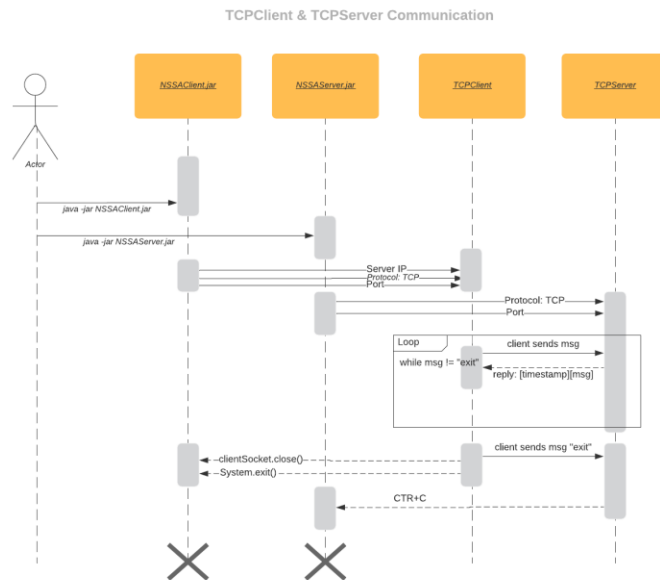 TCPClient & TCPServer Communication
NSSAClient.jar
NSSAServer.jar
TCPClient
TCPServer
Actor
java -jar NSSAClient.jar
java -jar NSSAServer.jar
Server IP
Protocol: TCP
Port
Protocol: TCP
Port
Loop
client sends msg
while msg != "exit"
reply: [timestamp][msg]
clientSocket.close()
client sends msg "exit"
System.exit()
CTR+C